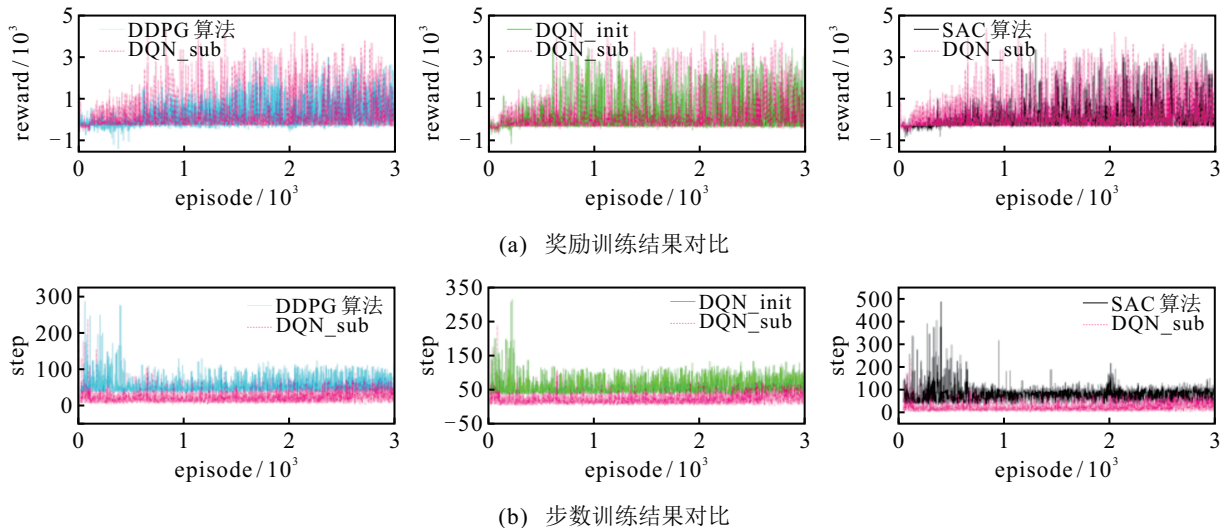 reward / 10³
5
3
1
−1
DDPG 算法
DQN_sub
0
1
2
3
episode / 10³
reward / 10³
5
3
1
−1
DQN_init
DQN_sub
0
1
2
3
episode / 10³
reward / 10³
5
3
1
−1
SAC 算法
DQN_sub
0
1
2
3
episode / 10³
(a) 奖励训练结果对比
step
300
200
100
0
DDPG 算法
DQN_sub
0
1
2
3
episode / 10³
step
350
250
150
50
−50
DQN_init
DQN_sub
0
1
2
3
episode / 10³
step
500
400
300
200
100
0
SAC 算法
DQN_sub
0
1
2
3
episode / 10³
(b) 步数训练结果对比